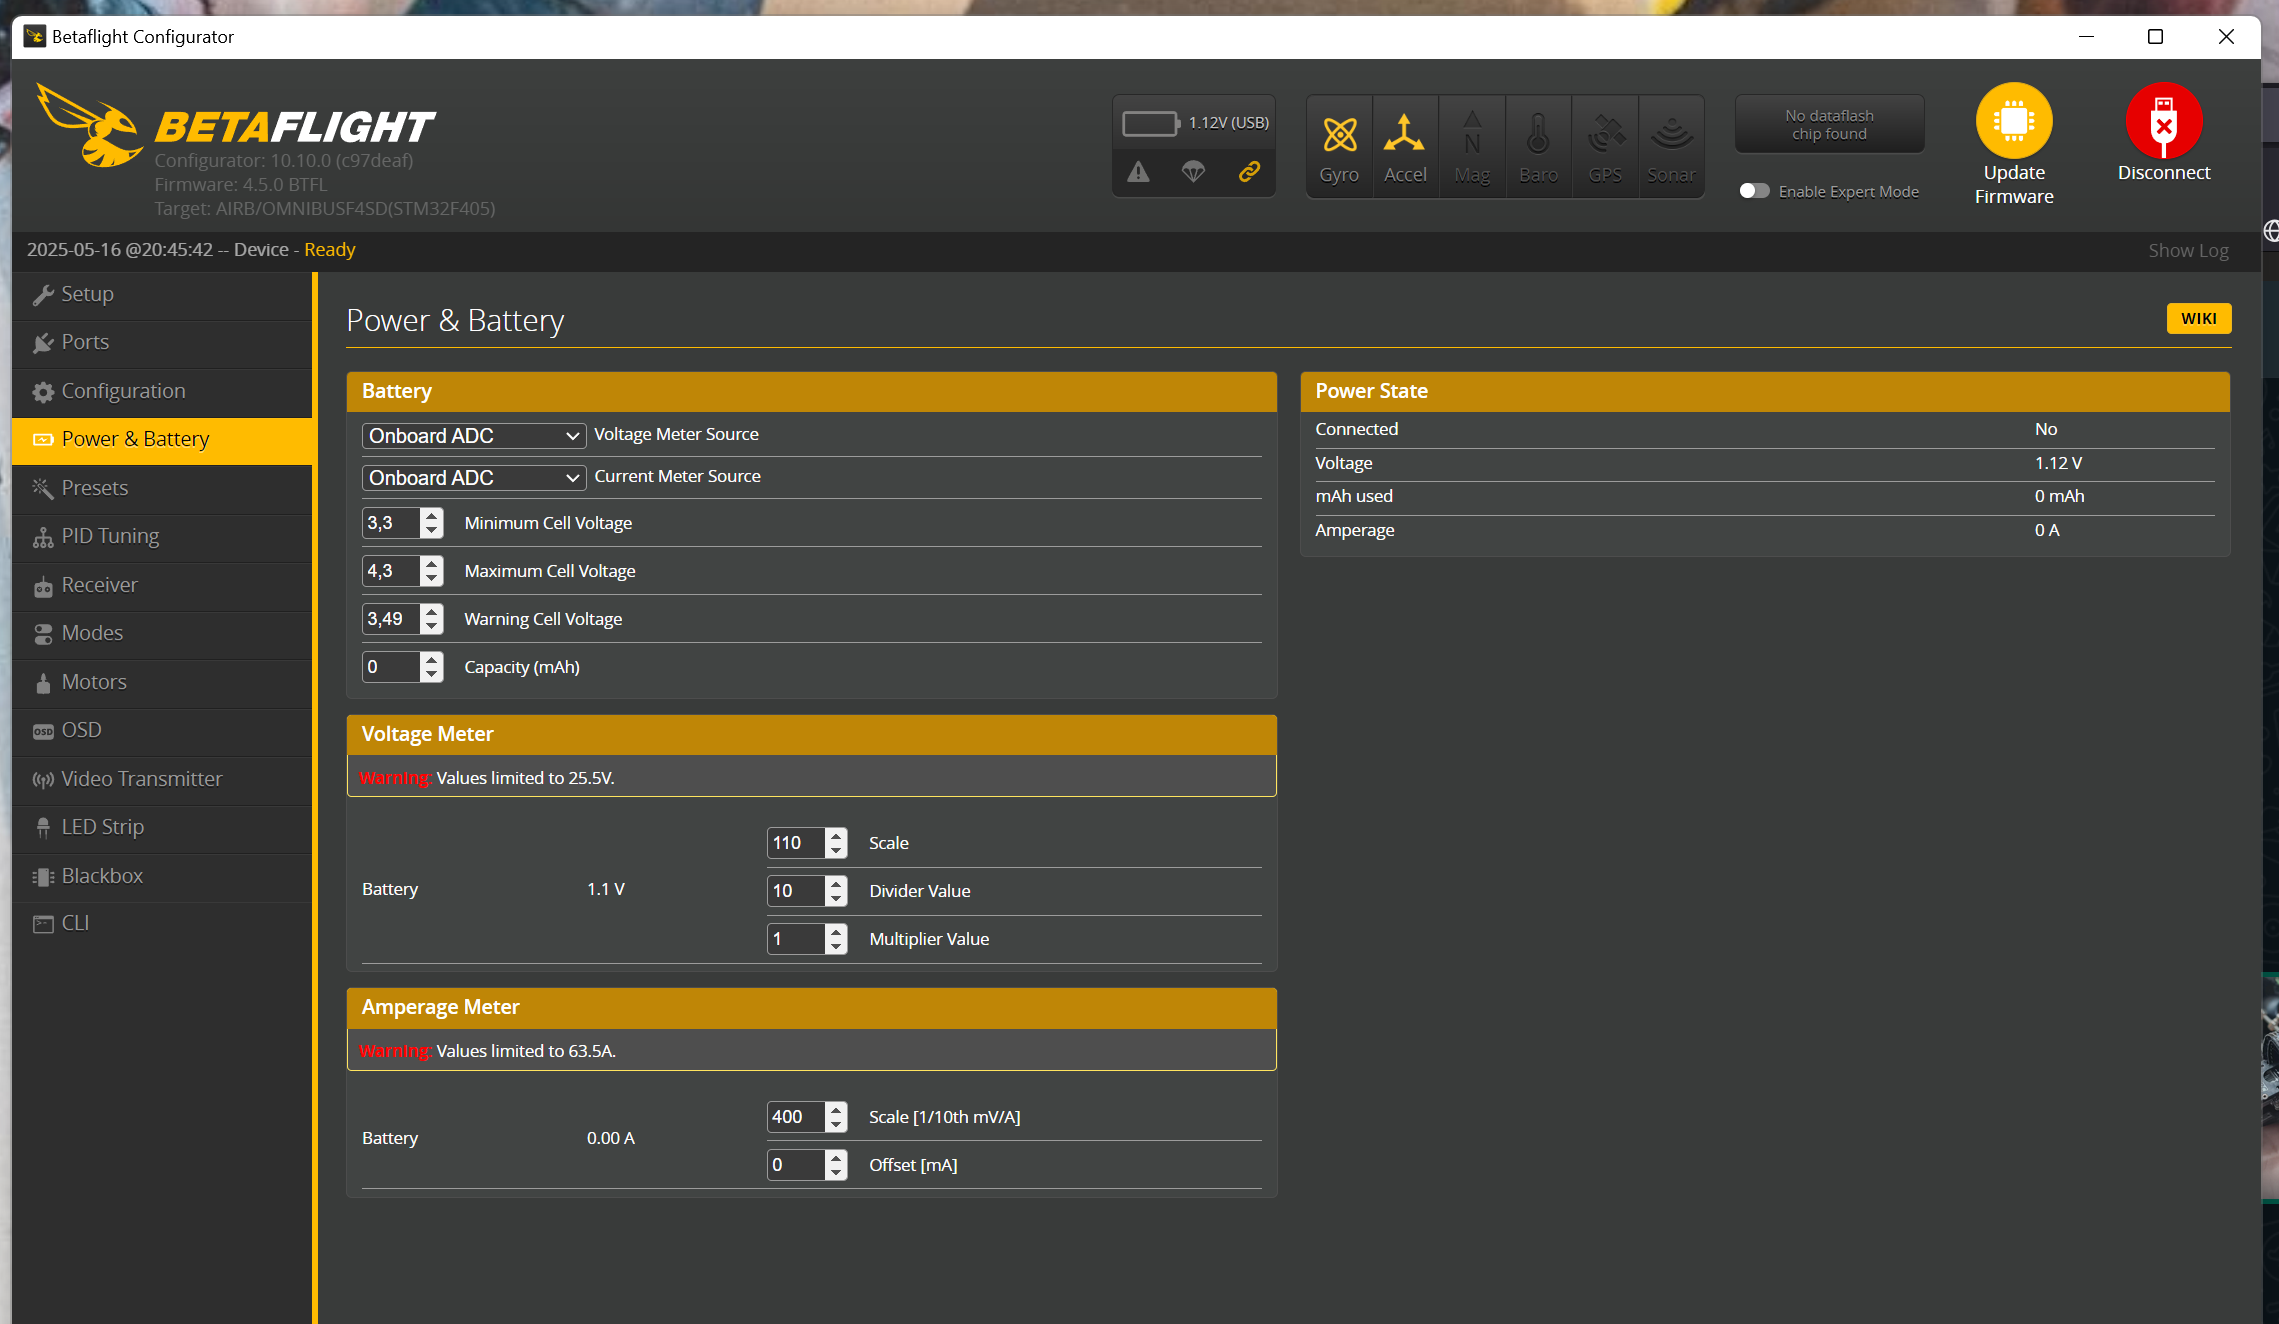 Betaflight Configurator
BETAFLIGHT
Configurator: 10.10.0 (c97deaf)
Firmware: 4.5.0 BTFL
Target: AIRB/OMNIBUSF4SD(STM32F405)
1.12V (USB)
Gyro
Accel
N
Mag
Baro
GPS
Sonar
No dataflash
chip found
Enable Expert Mode
Update
Firmware
Disconnect
2025-05-16 @20:45:42 -- Device - Ready
Show Log
Setup
Ports
Configuration
Power & Battery
Presets
PID Tuning
Receiver
Modes
Motors
OSD OSD
Video Transmitter
LED Strip
Blackbox
CLI
Power & Battery
WIKI
Battery
Onboard ADC Voltage Meter Source
Onboard ADC Current Meter Source
3,3 Minimum Cell Voltage
4,3 Maximum Cell Voltage
3,49 Warning Cell Voltage
0 Capacity (mAh)
Power State
Connected No
Voltage 1.12 V
mAh used 0 mAh
Amperage 0 A
Voltage Meter
Warning: Values limited to 25.5V.
Battery 1.1 V
110 Scale
10 Divider Value
1 Multiplier Value
Amperage Meter
Warning: Values limited to 63.5A.
Battery 0.00 A
400 Scale [1/10th mV/A]
0 Offset [mA]